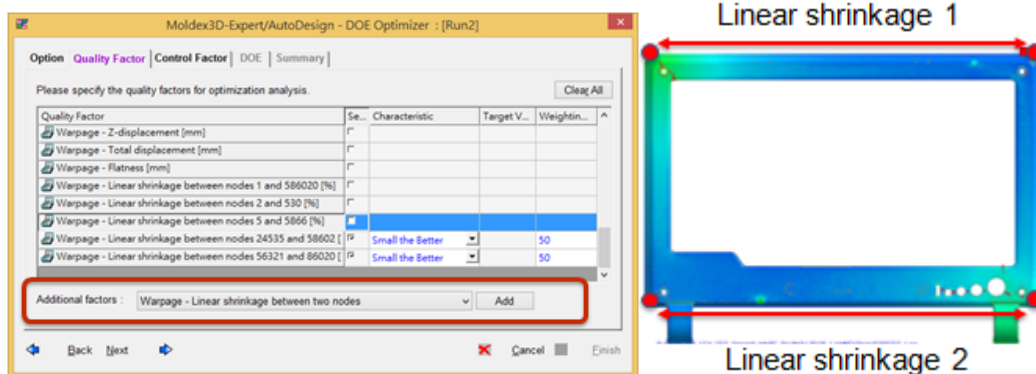 Moldex3D-Expert/AutoDesign - DOE Optimizer : [Run2]
Option Quality Factor Control Factor DOE Summary
Please specify the quality factors for optimization analysis.
Clear All
Quality Factor Se... Characteristic Target V... Weightin...
Warpage - Z-displacement [mm]
Warpage - Total displacement [mm]
Warpage - Flatness [mm]
Warpage - Linear shrinkage between nodes 1 and 586020 [%]
Warpage - Linear shrinkage between nodes 2 and 530 [%]
Warpage - Linear shrinkage between nodes 5 and 5866 [%]
Warpage - Linear shrinkage between nodes 24535 and 58602 [ Small the Better 50
Warpage - Linear shrinkage between nodes 56321 and 86020 [ Small the Better 50
Additional factors : Warpage - Linear shrinkage between two nodes Add
Back Next Cancel Finish
Linear shrinkage 1
Linear shrinkage 2